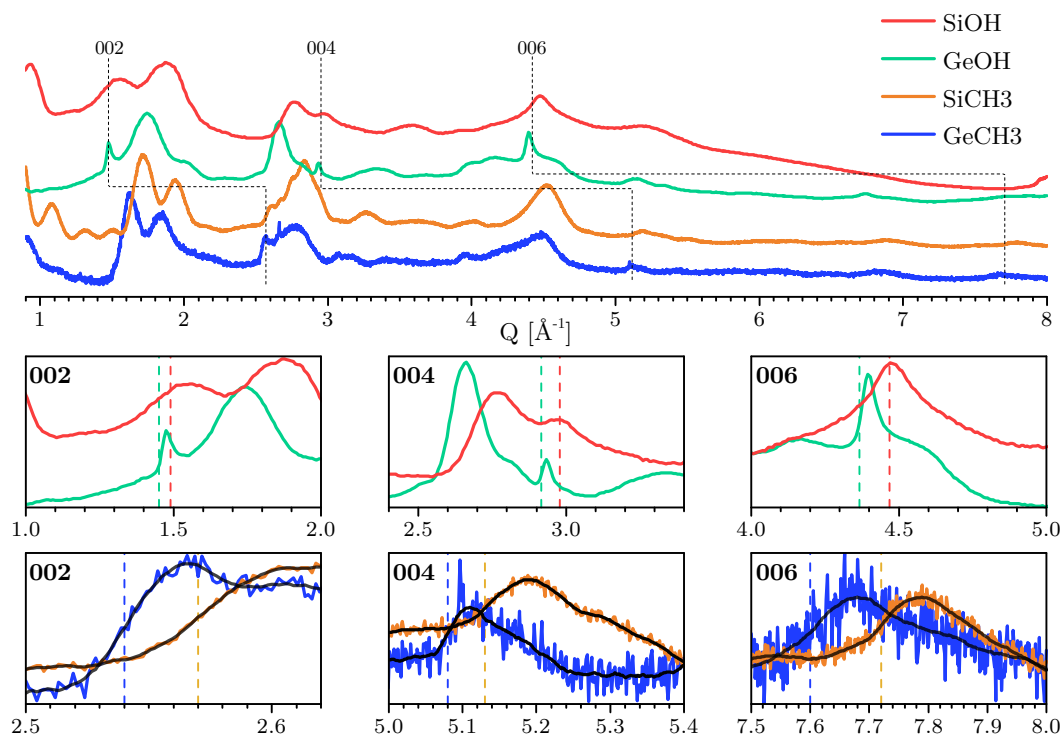 002 004 006
SiOH
GeOH
SiCH3
GeCH3
1 2 3 4 5 6 7 8
Q [Å⁻¹]
002 004 006
1.0 1.5 2.0 2.5 3.0 4.0 4.5 5.0
002 004 006
2.5 2.6 5.0 5.1 5.2 5.3 5.4 7.5 7.6 7.7 7.8 7.9 8.0